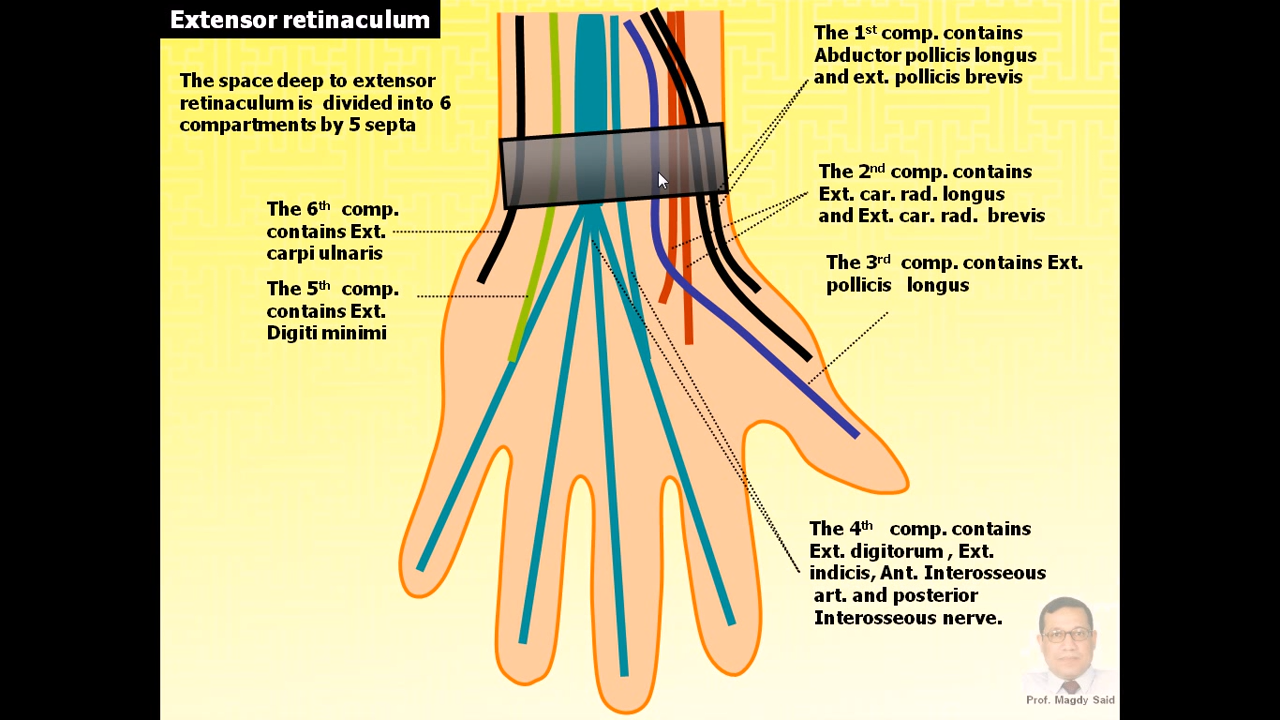 Extensor retinaculum
The space deep to extensor
retinaculum is divided into 6
compartments by 5 septa
The 1st comp. contains
Abductor pollicis longus
and ext. pollicis brevis
The 2nd comp. contains
Ext. car. rad. longus
and Ext. car. rad. brevis
The 3rd comp. contains Ext.
pollicis longus
The 6th comp.
contains Ext.
carpi ulnaris
The 5th comp.
contains Ext.
Digiti minimi
The 4th comp. contains
Ext. digitorum , Ext.
indicis, Ant. Interosseous
art. and posterior
Interosseous nerve.
Prof. Magdy Said